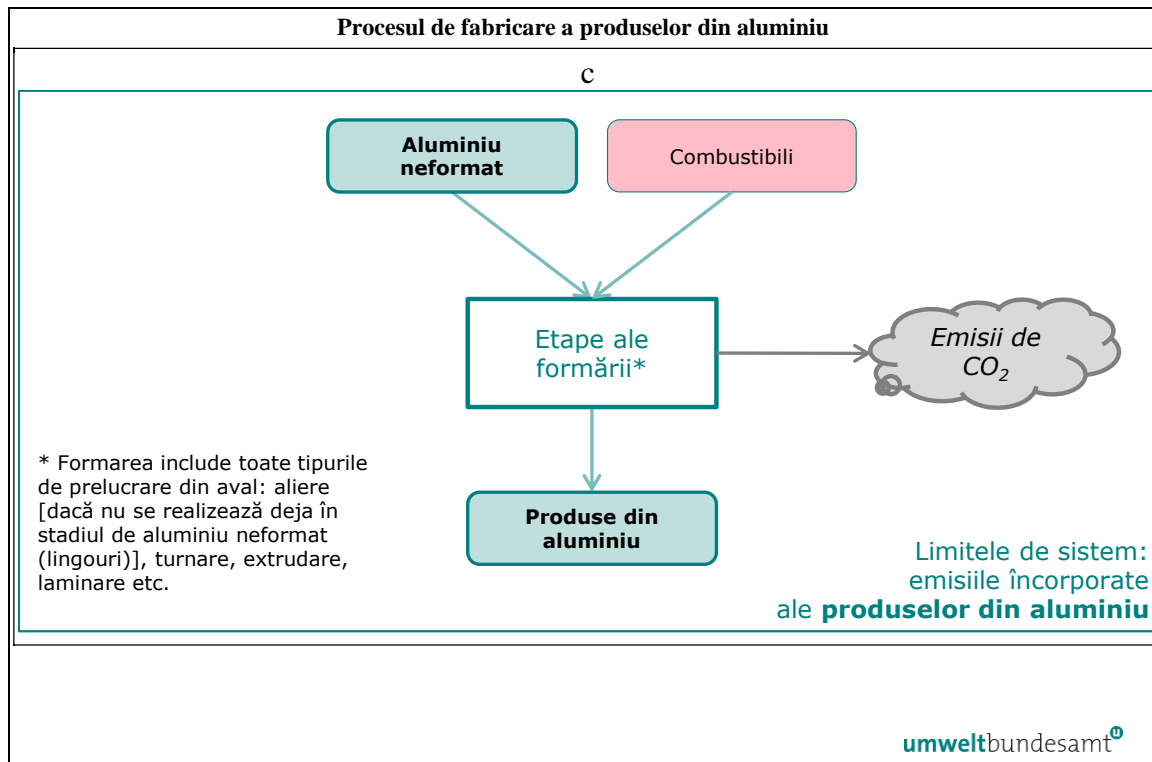 Procesul de fabricare a produselor din aluminiu
c
Aluminiu
neformat
Combustibili
Etape ale
formării*
Emisii de
CO₂
* Formarea include toate tipurile
de prelucrare din aval: aliere
[dacă nu se realizează deja în
stadiul de aluminiu neformat
(lingouri)], turnare, extrudare,
laminare etc.
Produse din
aluminiu
Limitele de sistem:
emisiile încorporate
ale produselor din aluminiu
umweltbundesamt u